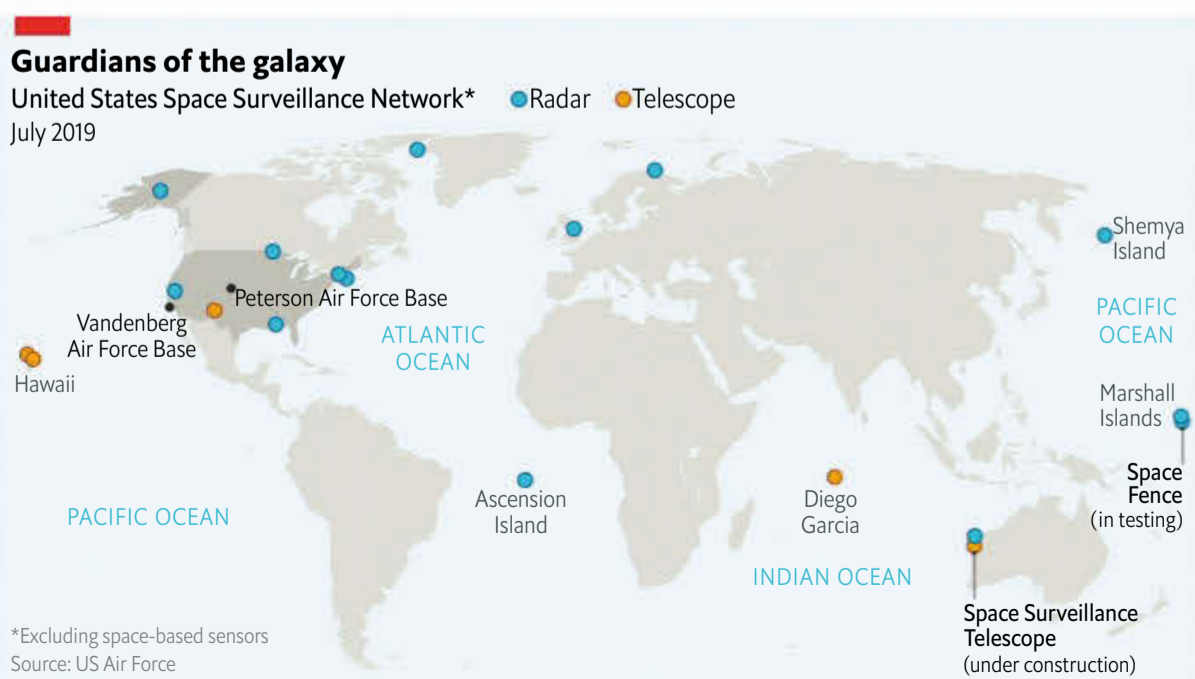 Guardians of the galaxy
United States Space Surveillance Network*
Radar
Telescope
July 2019
Shemya
Island
Peterson Air Force Base
PACIFIC
OCEAN
Vandenberg
Air Force Base
ATLANTIC
OCEAN
Hawaii
Marshall
Islands
Space
Fence
(in testing)
PACIFIC OCEAN
Ascension
Island
Diego
Garcia
INDIAN OCEAN
Space Surveillance
Telescope
(under construction)
*Excluding space-based sensors
Source: US Air Force